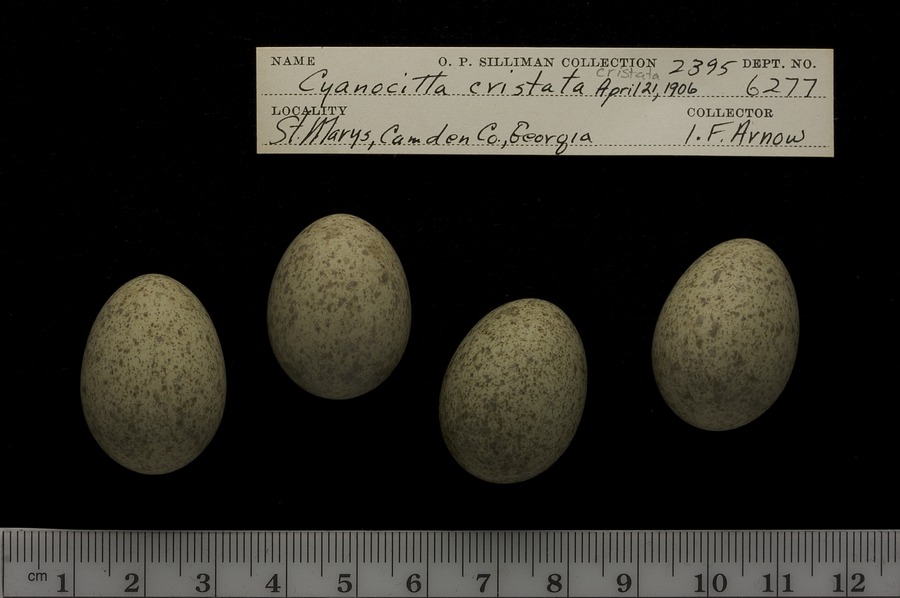 NAME O. P. SILLIMAN COLLECTION 2395 DEPT. NO.
Cyanocitta cristata cristata April 21, 1906 6277
LOCALITY COLLECTOR
St. Marys, Camden Co., Georgia I. F. Arnow
cm 1 2 3 4 5 6 7 8 9 10 11 12